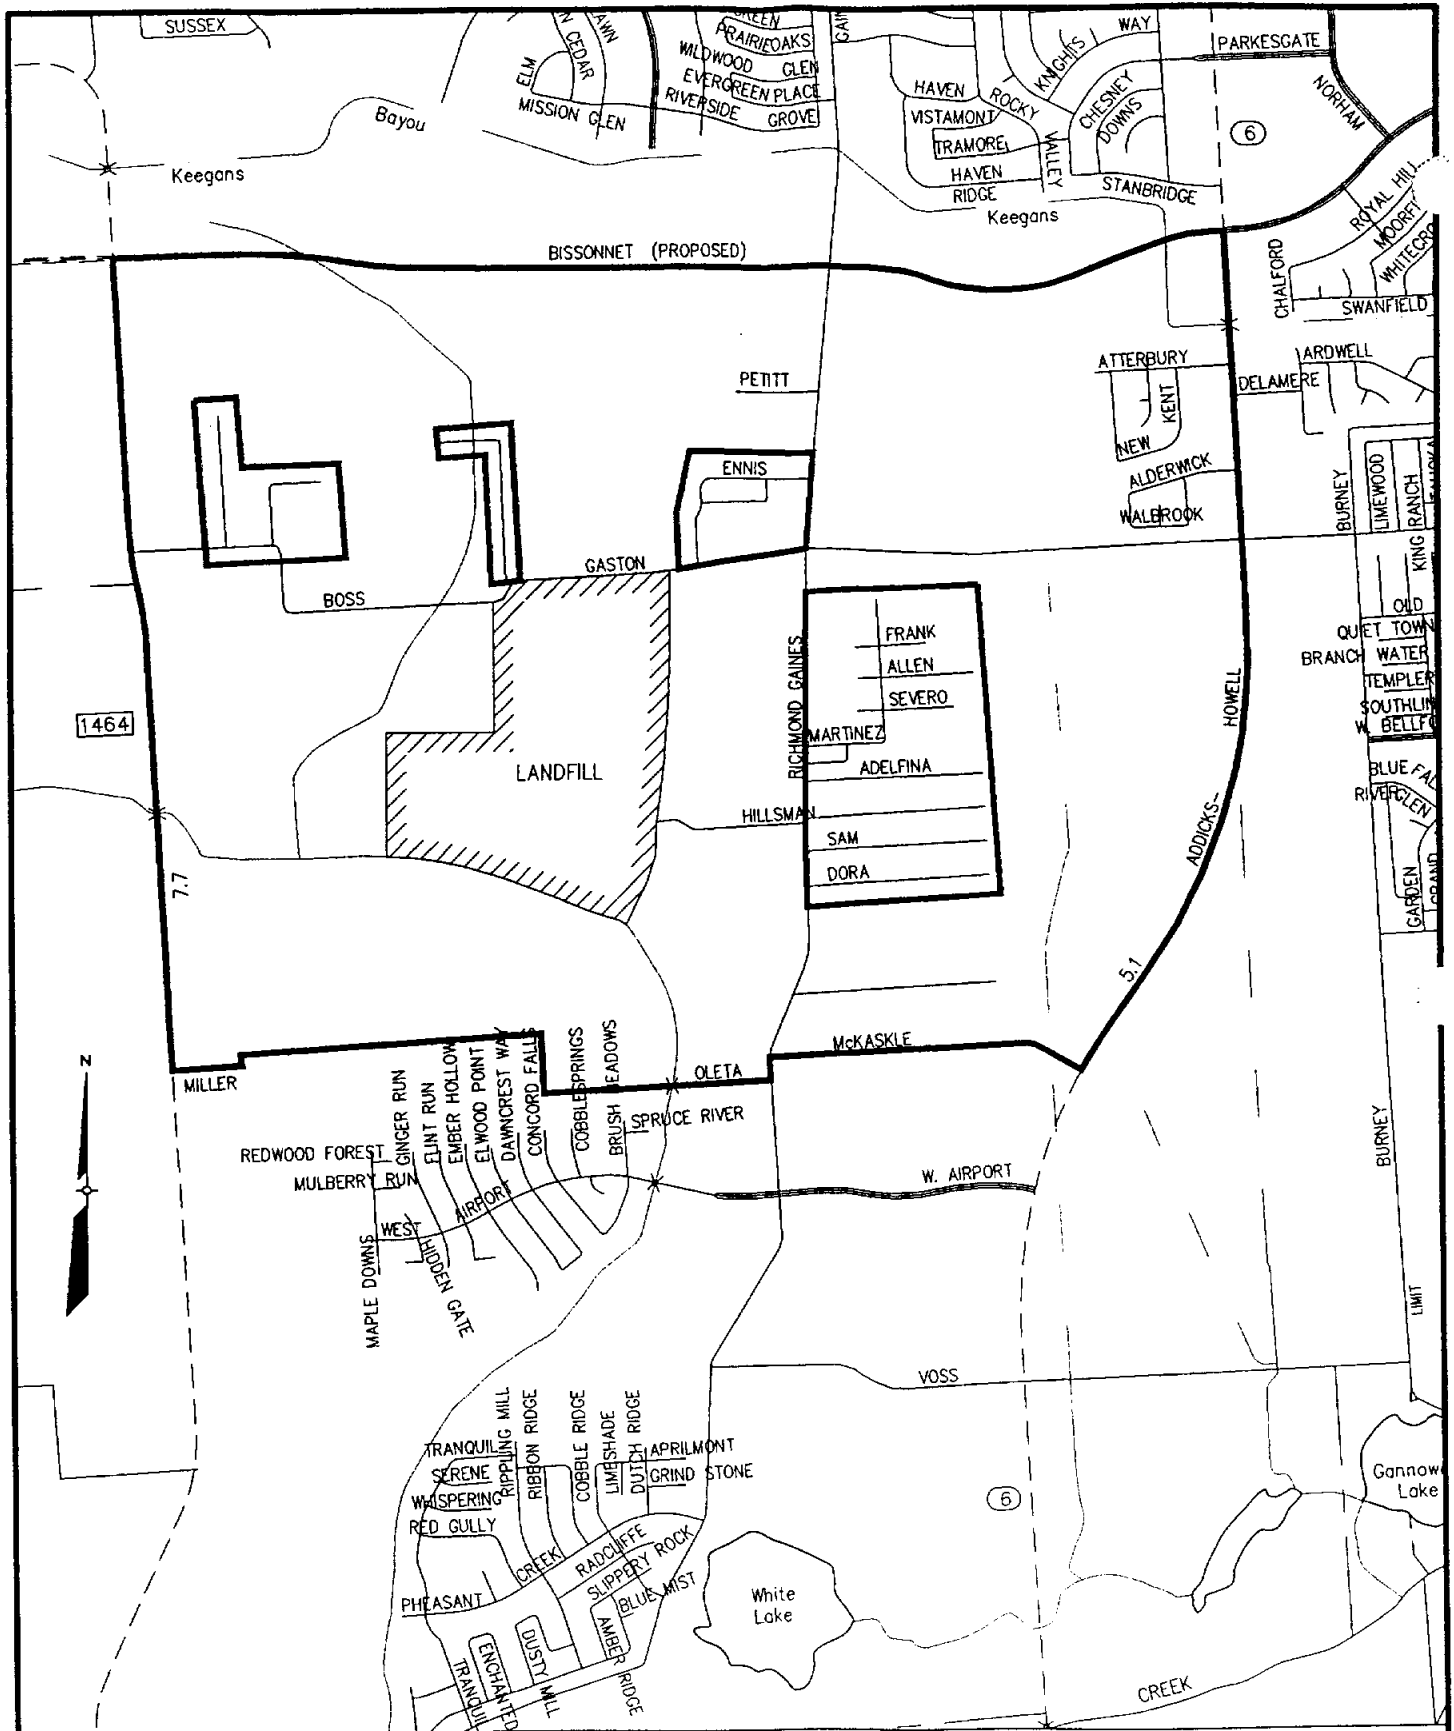 SUSSEX
ELM
CEDAR
MISSION GLEN
PRAIRIE OAKS
WILDWOOD GLEN
EVERGREEN PLACE
RIVERSIDE GROVE
HAVEN
VISTAMONT
TRAMORE
HAVEN RIDGE
ROCKY VALLEY
KNIGHTS
WAY
CHESNEY DOWNS
STANBRIDGE
PARKESGATE
NORHAM
6
Bayou
Keegans
Keegans
ROYAL HILL
CHALFORD
SWANFIELD
BISSONNET (PROPOSED)
PETITT
ATTERBURY
KENT
NEW
ALDERWICK
WALBROOK
DELAMERE
ARDWELL
ENNIS
BURNEY
LIMEWOOD
KING RANCH
GASTON
BOSS
OLD
QUIET TOWN
BRANCH WATER
TEMPLER
FRANK
ALLEN
SEVERO
MARTINEZ
ADELFINA
SAM
DORA
RICHMOND GAINES
HILLSMAN
1464
LANDFILL
7.7
ADDICKS-
HOWELL
5.1
GARDEN
McKASKLE
OLETA
MILLER
N
GINGER RUN
FLINT RUN
EMBER HOLLOW
ELWOOD POINT
DAWNCREST WAY
CONCORD FALLS
COBBLESPRINGS
BRUSH MEADOWS
SPRUCE RIVER
REDWOOD FOREST
MULBERRY RUN
WEST AIRPORT
W. AIRPORT
MAPLE DOWNS
HIDDEN GATE
BURNEY
LIMIT
VOSS
TRANQUIL
SERENE
WHISPERING
RED GULLY
RIPPLING MILL
RIBBON RIDGE
COBBLE RIDGE
LIMESHADE
DUTCH RIDGE
APRILMONT
GRIND STONE
PHEASANT CREEK
RADCLIFFE
SLIPPERY ROCK
BLUE MIST
AMBER RIDGE
DUSTY MILL
ENCHANTED
TRANQUIL
White
Lake
6
Lake
CREEK